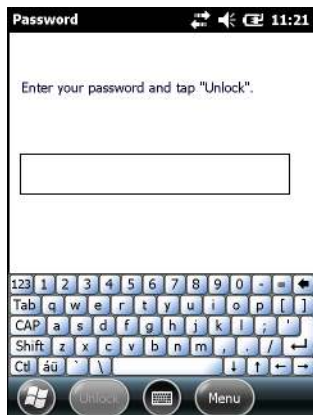 Password 11:21
Enter your password and tap "Unlock".
123 1 2 3 4 5 6 7 8 9 0 - =
Tab q w e r t y u i o p [ ]
CAP a s d f g h j k l ; '
Shift z x c v b n m , . /
Ctl áü ` \
Unlock Menu